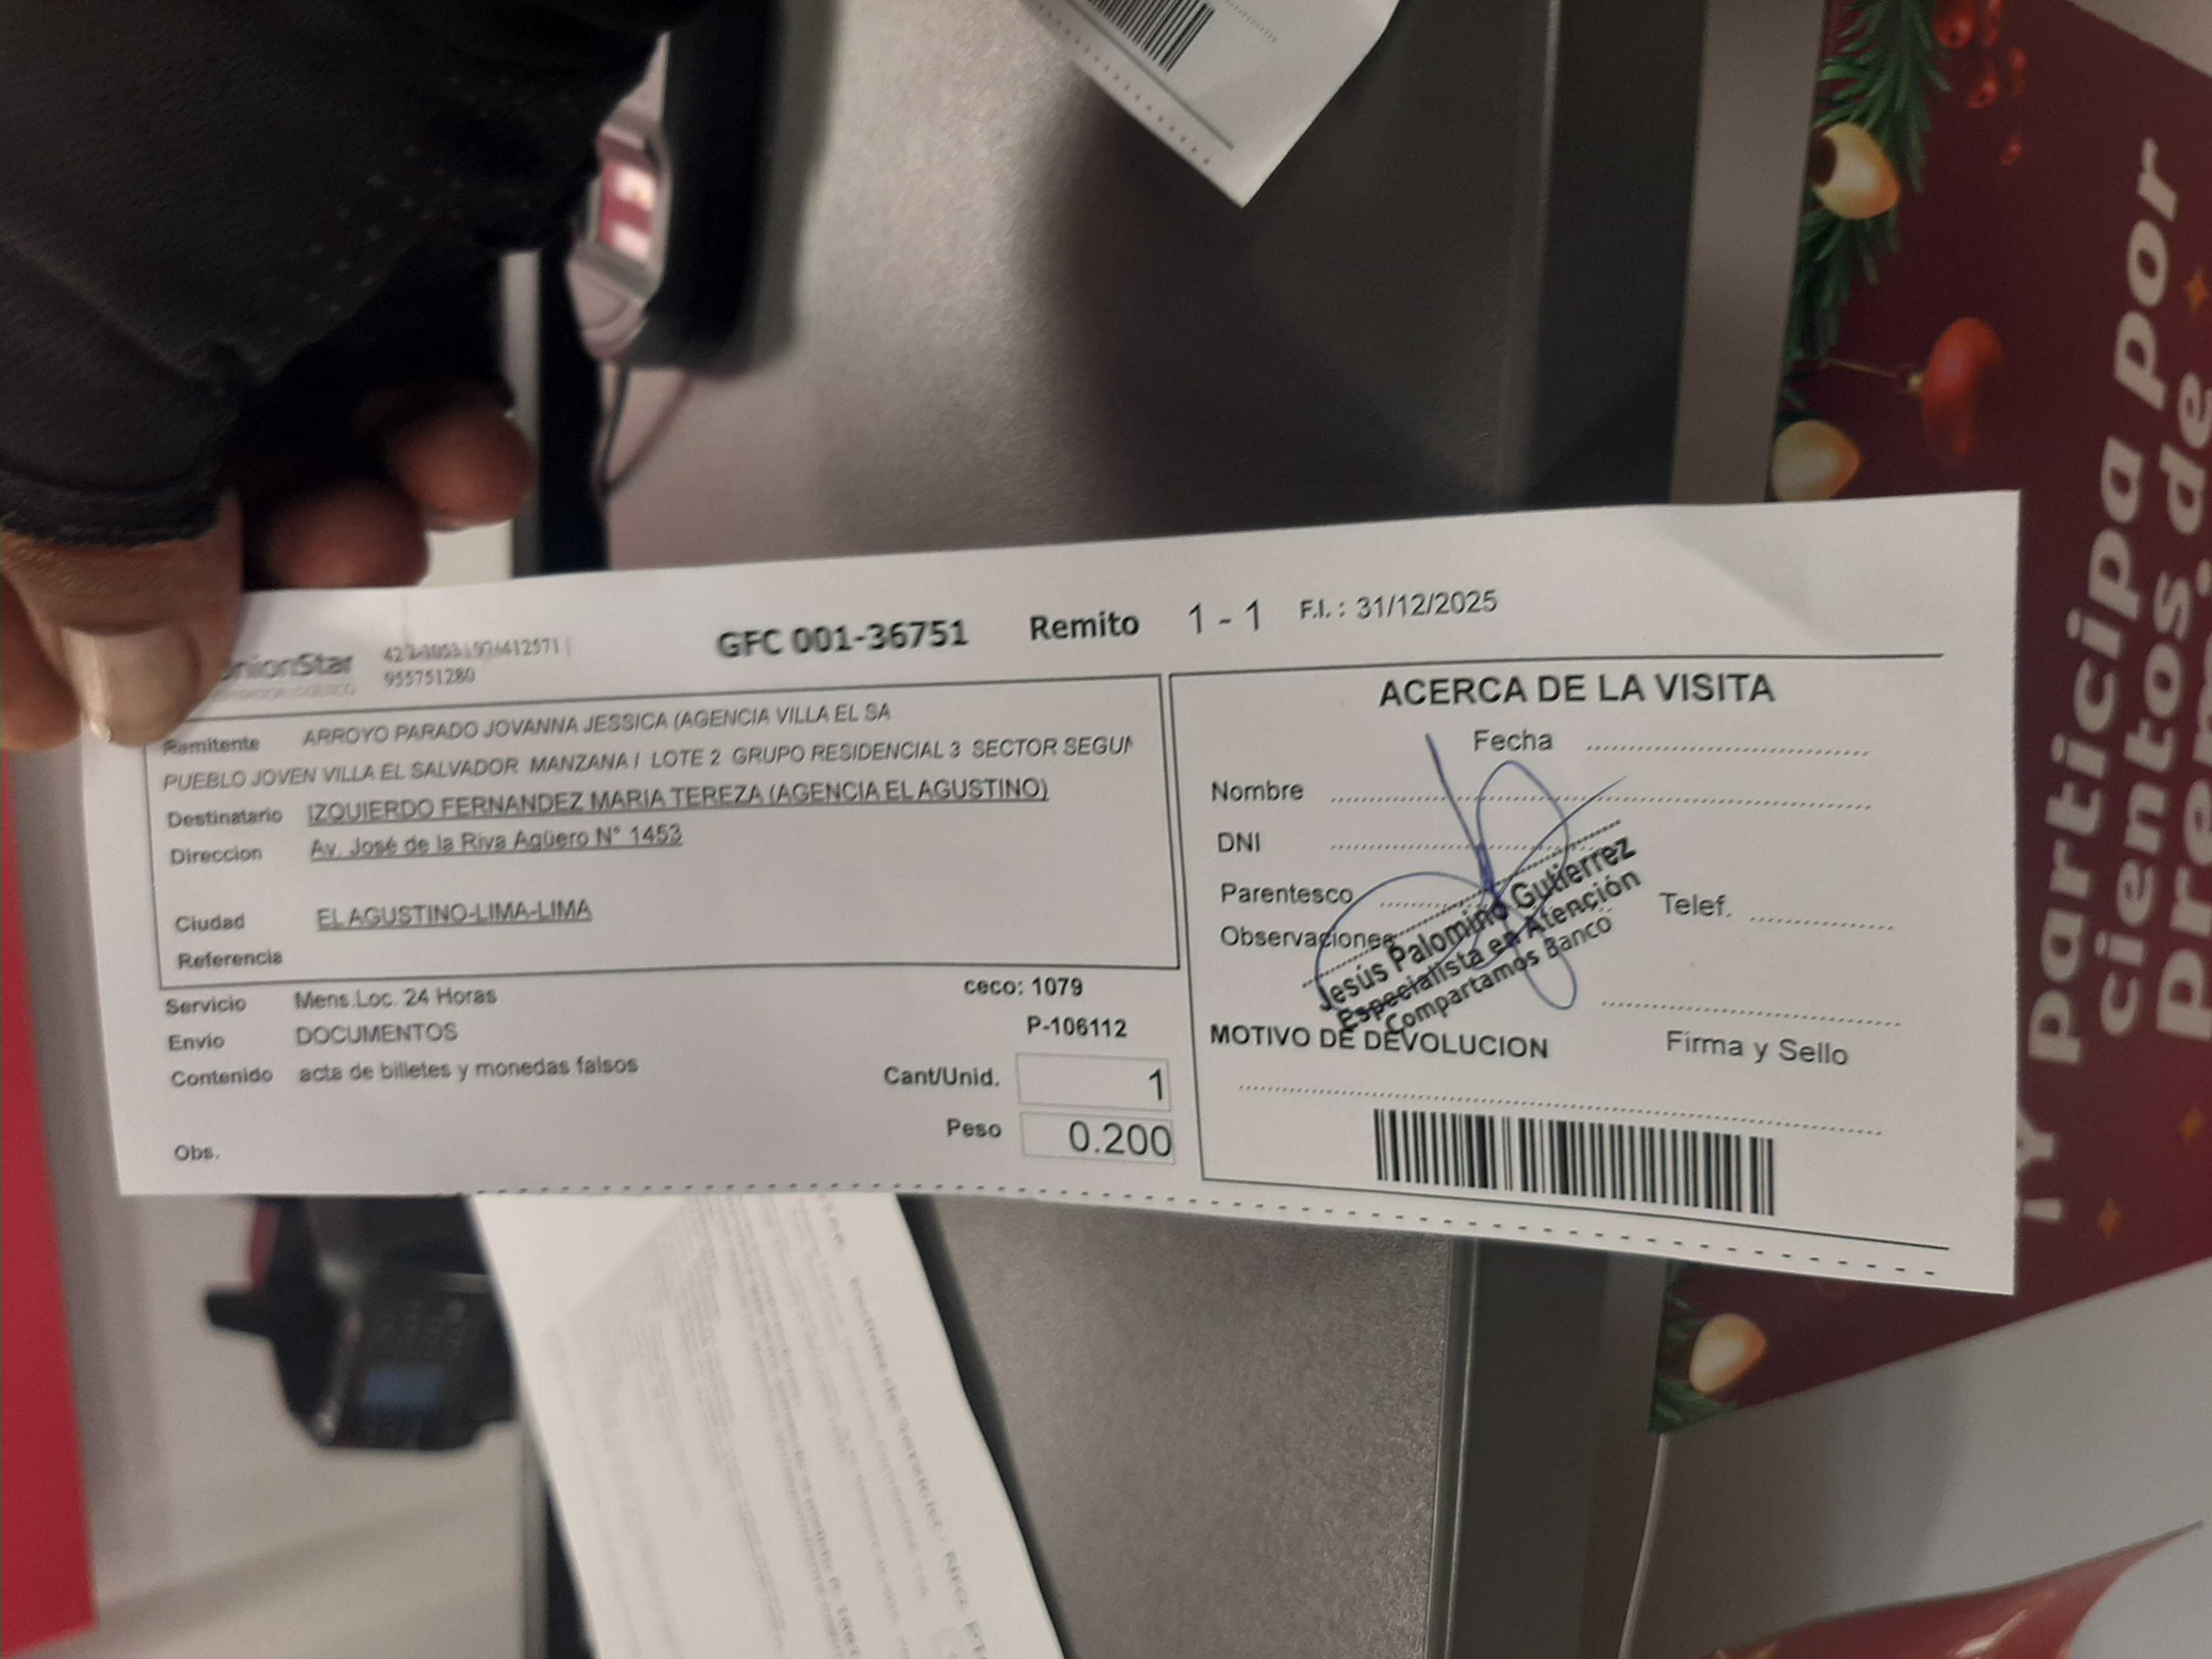 UnionStar
422-1053 | 976412571 |
955751280
GFC 001-36751 Remito 1 - 1 F.I. : 31/12/2025
Remitente ARROYO PARADO JOVANNA JESSICA (AGENCIA VILLA EL SA
PUEBLO JOVEN VILLA EL SALVADOR MANZANA I LOTE 2 GRUPO RESIDENCIAL 3 SECTOR SEGUN
Destinatario IZQUIERDO FERNANDEZ MARIA TEREZA (AGENCIA EL AGUSTINO)
Direccion Av. José de la Riva Agüero N° 1453
Ciudad EL AGUSTINO-LIMA-LIMA
Referencia
Servicio Mens.Loc. 24 Horas ceco: 1079
Envio DOCUMENTOS P-106112
Contenido acta de billetes y monedas falsos
Cant/Unid. 1
Peso 0.200
Obs.
ACERCA DE LA VISITA
Fecha
Nombre
DNI
Parentesco
Telef.
Observaciones
Jesús Palomino Gutierrez
Especialista en Atención
Compartamos Banco
MOTIVO DE DEVOLUCION
Firma y Sello
¡Y Participa por
cientos de